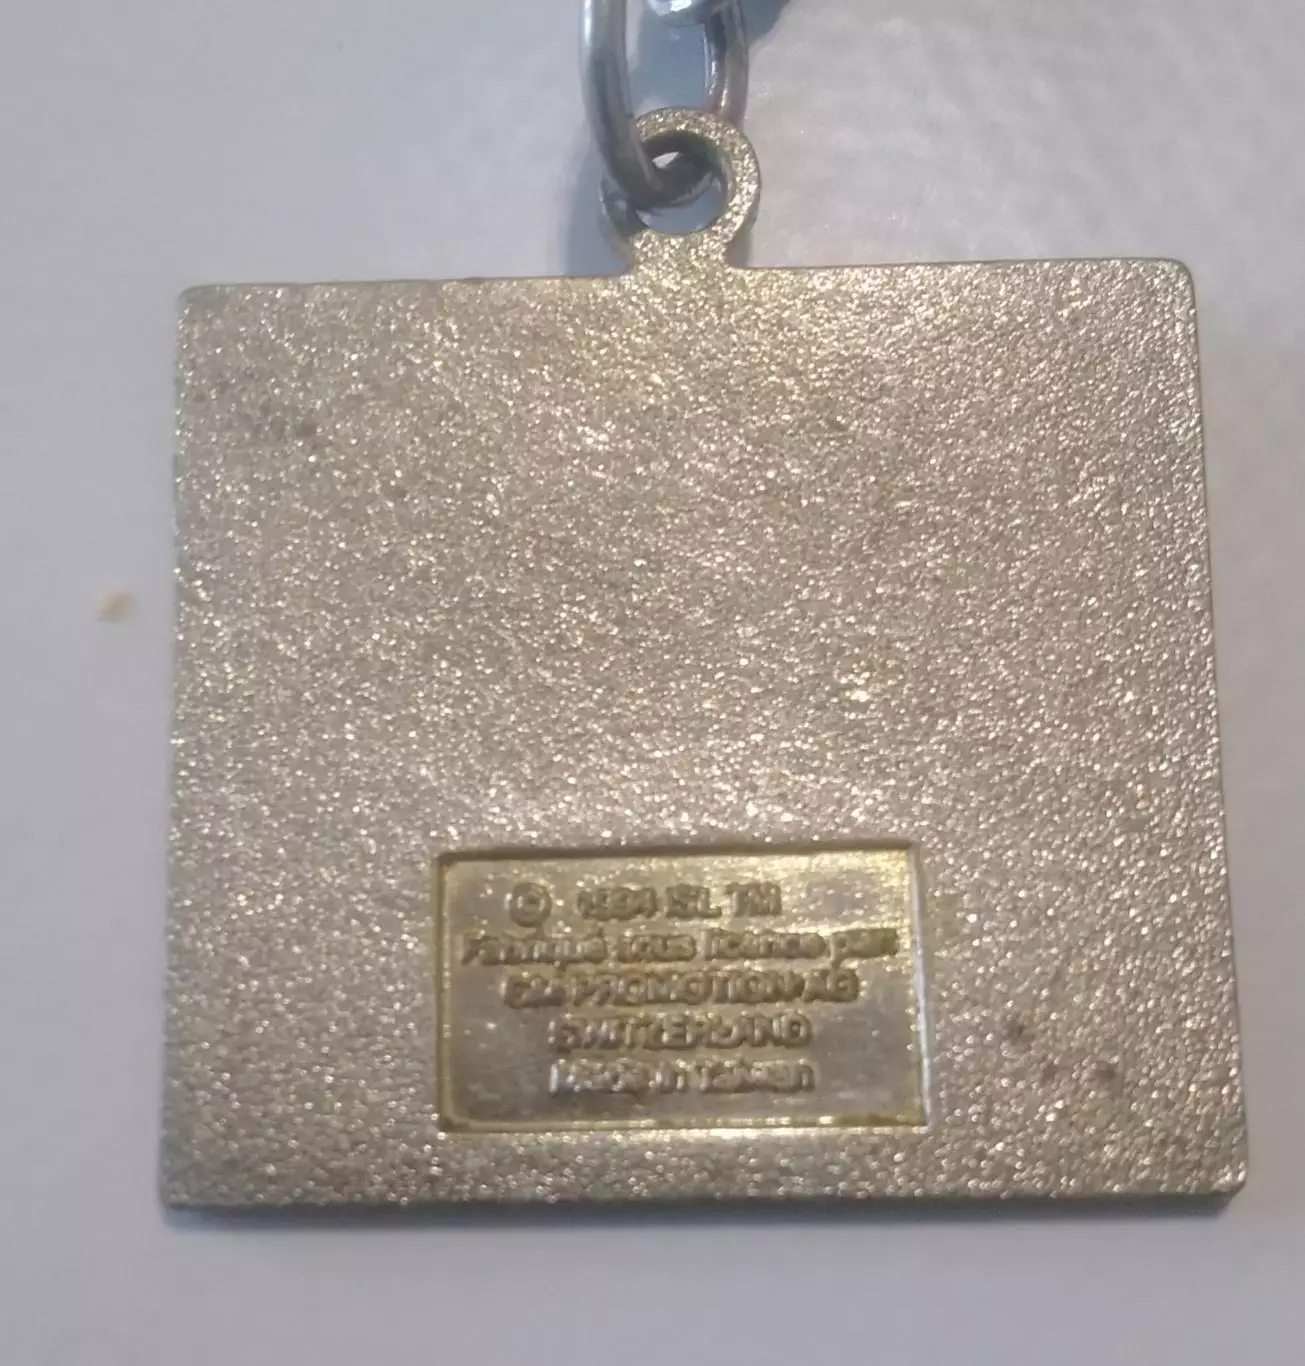 © 1994 ISL TM
Fabriqué sous licence par
PROMOTION AG
SWITZERLAND
Made in Taiwan